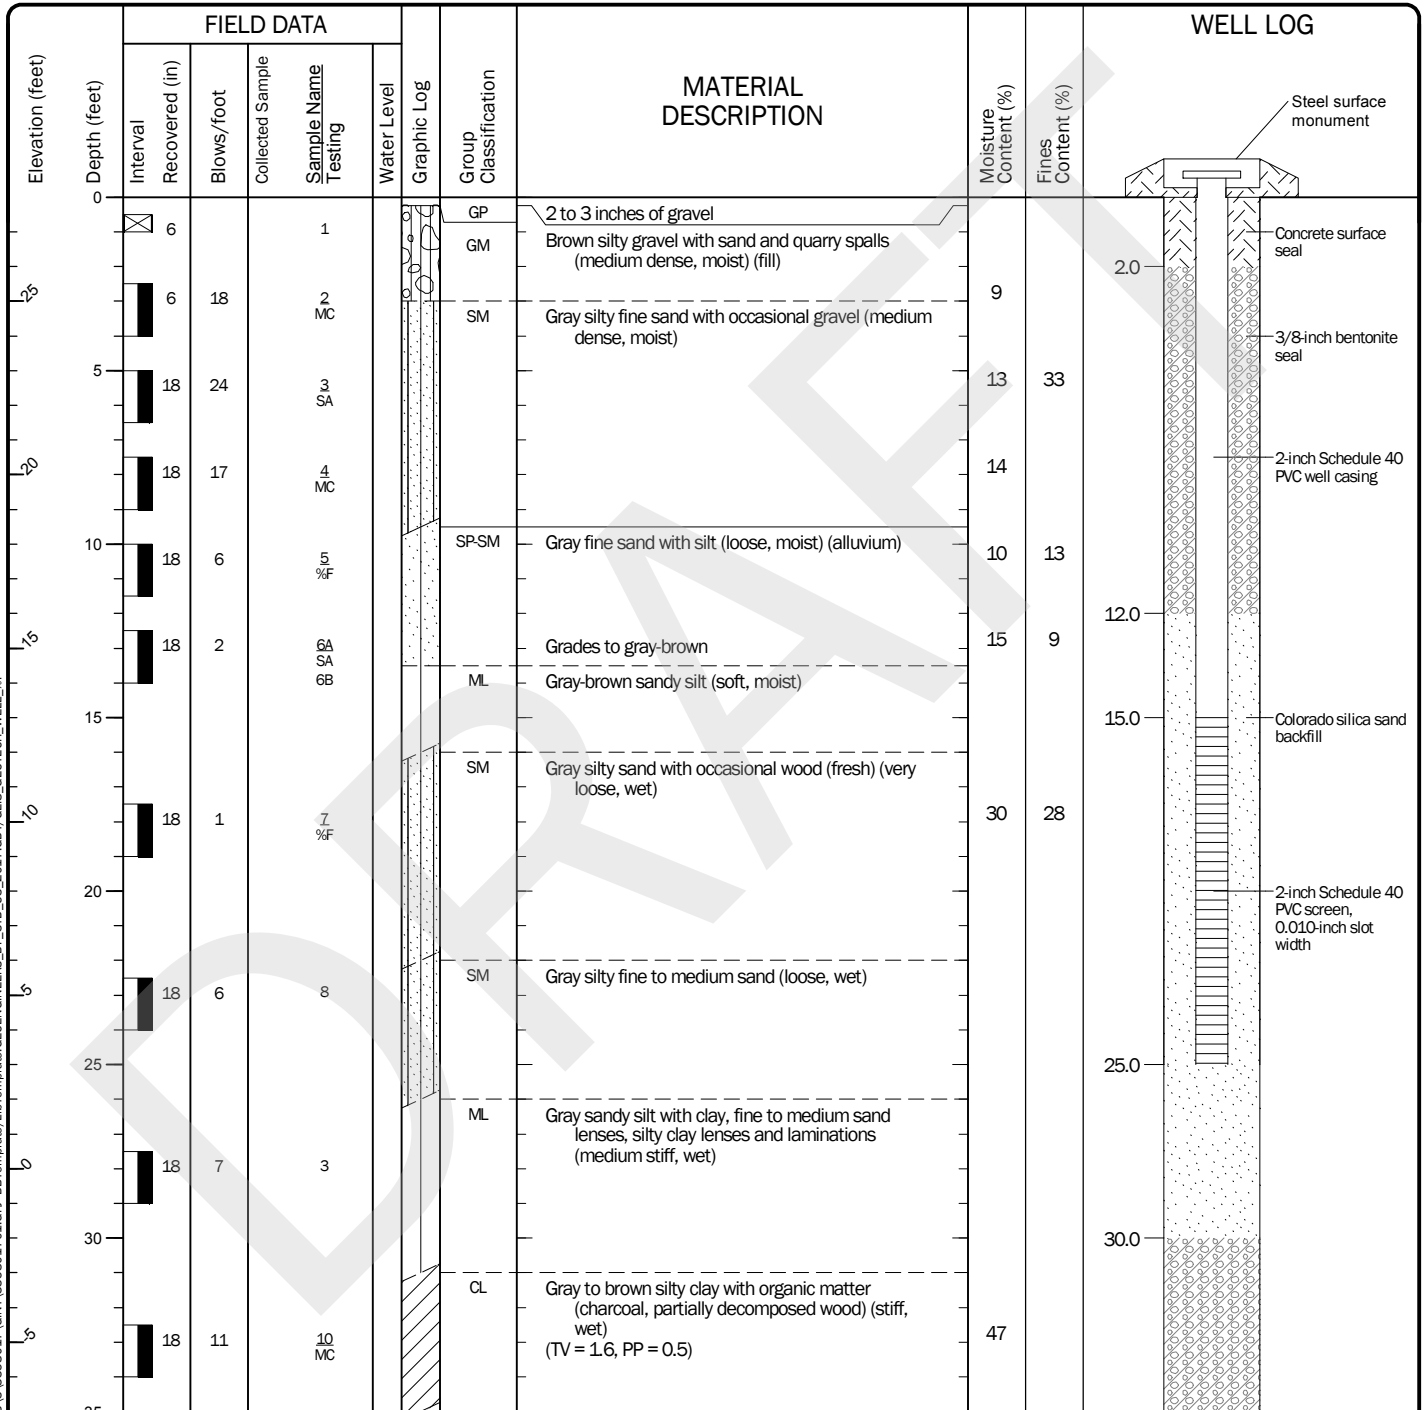 FIELD DATA
WELL LOG
Elevation (feet)
Depth (feet)
Interval
Recovered (in)
Blows/foot
Collected Sample
Sample Name
Testing
Water Level
Graphic Log
Group
Classification
MATERIAL
DESCRIPTION
Moisture
Content (%)
Fines
Content (%)
Steel surface
monument
0
GP
2 to 3 inches of gravel
6
1
GM
Brown silty gravel with sand and quarry spalls
(medium dense, moist) (fill)
Concrete surface
seal
2.0
25
6
18
2
MC
9
SM
Gray silty fine sand with occasional gravel (medium
dense, moist)
3/8-inch bentonite
seal
5
18
24
3
SA
13
33
20
18
17
4
MC
14
2-inch Schedule 40
PVC well casing
10
SP-SM
Gray fine sand with silt (loose, moist) (alluvium)
18
6
5
%F
10
13
12.0
15
18
2
6A
SA
6B
Grades to gray-brown
15
9
ML
Gray-brown sandy silt (soft, moist)
15
15.0
Colorado silica sand
backfill
SM
Gray silty sand with occasional wood (fresh) (very
loose, wet)
10
18
1
7
%F
30
28
20
2-inch Schedule 40
PVC screen,
0.010-inch slot
width
SM
Gray silty fine to medium sand (loose, wet)
5
18
6
8
25
25.0
ML
Gray sandy silt with clay, fine to medium sand
lenses, silty clay lenses and laminations
(medium stiff, wet)
0
18
7
3
30
30.0
CL
Gray to brown silty clay with organic matter
(charcoal, partially decomposed wood) (stiff,
wet)
(TV = 1.6, PP = 0.5)
-5
18
11
10
MC
47
35
DRAFT